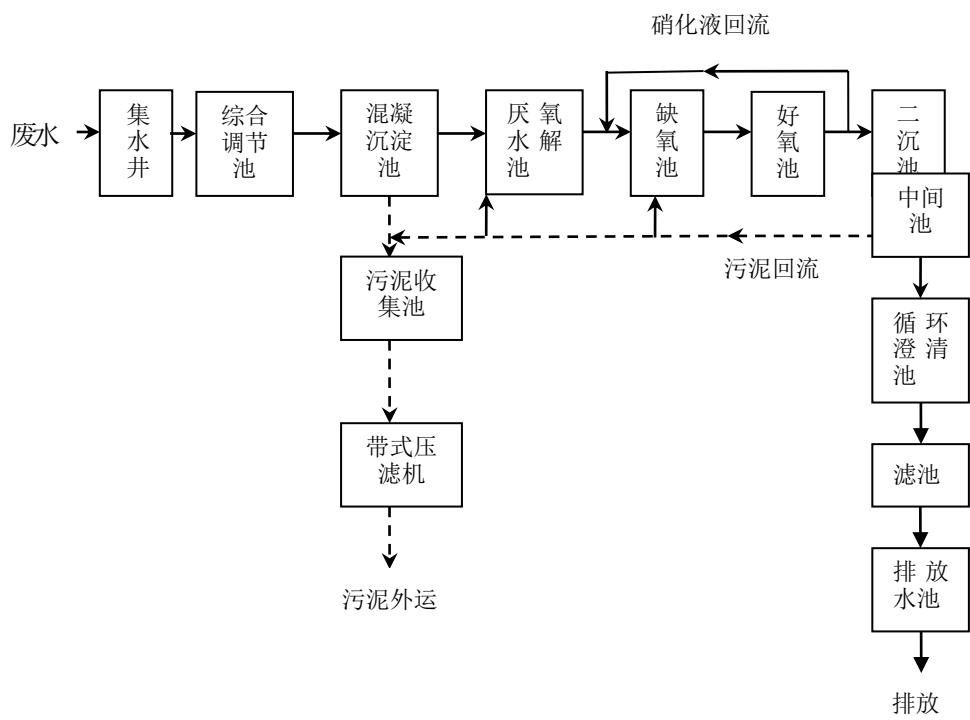 硝化液回流
废水
集
水
井
综合
调节
池
混凝
沉淀
池
厌 氧
水 解
池
缺
氧
池
好
氧
池
二
沉
池
中间
池
污泥回流
污泥收
集池
循 环
澄 清
池
带式压
滤机
滤池
排 放
水池
污泥外运
排放